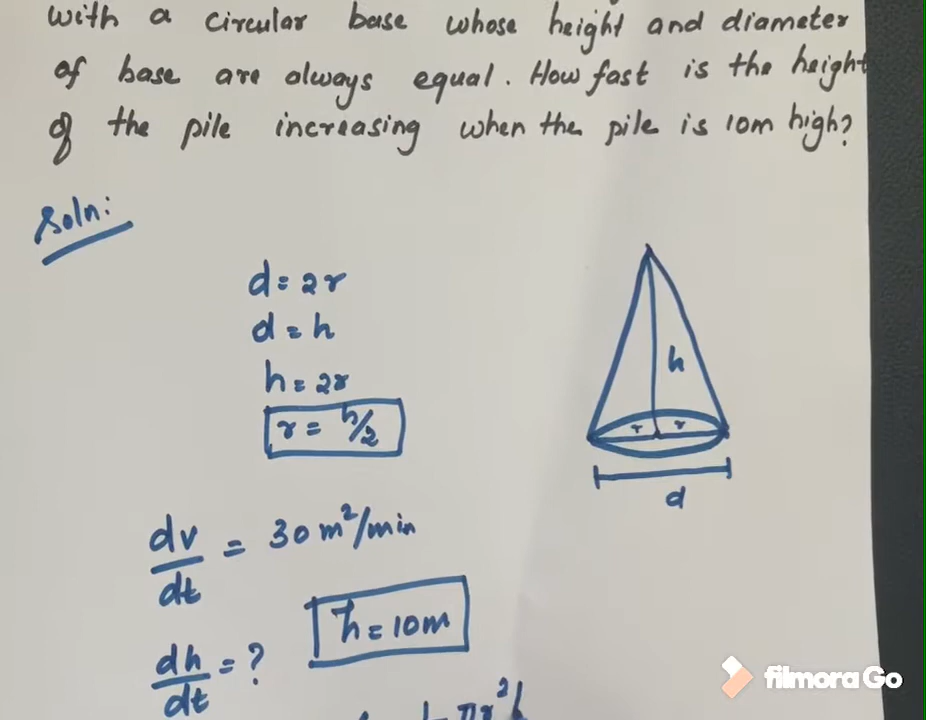 with a circular base whose height and diameter
of base are always equal. How fast is the height
of the pile increasing when the pile is 10m high?
Soln:
d = 2r
d = h
h = 2r
r = h/2
h
r r
d
dv/dt = 30 m²/min
h = 10m
dh/dt = ?
πr²h
filmoraGo